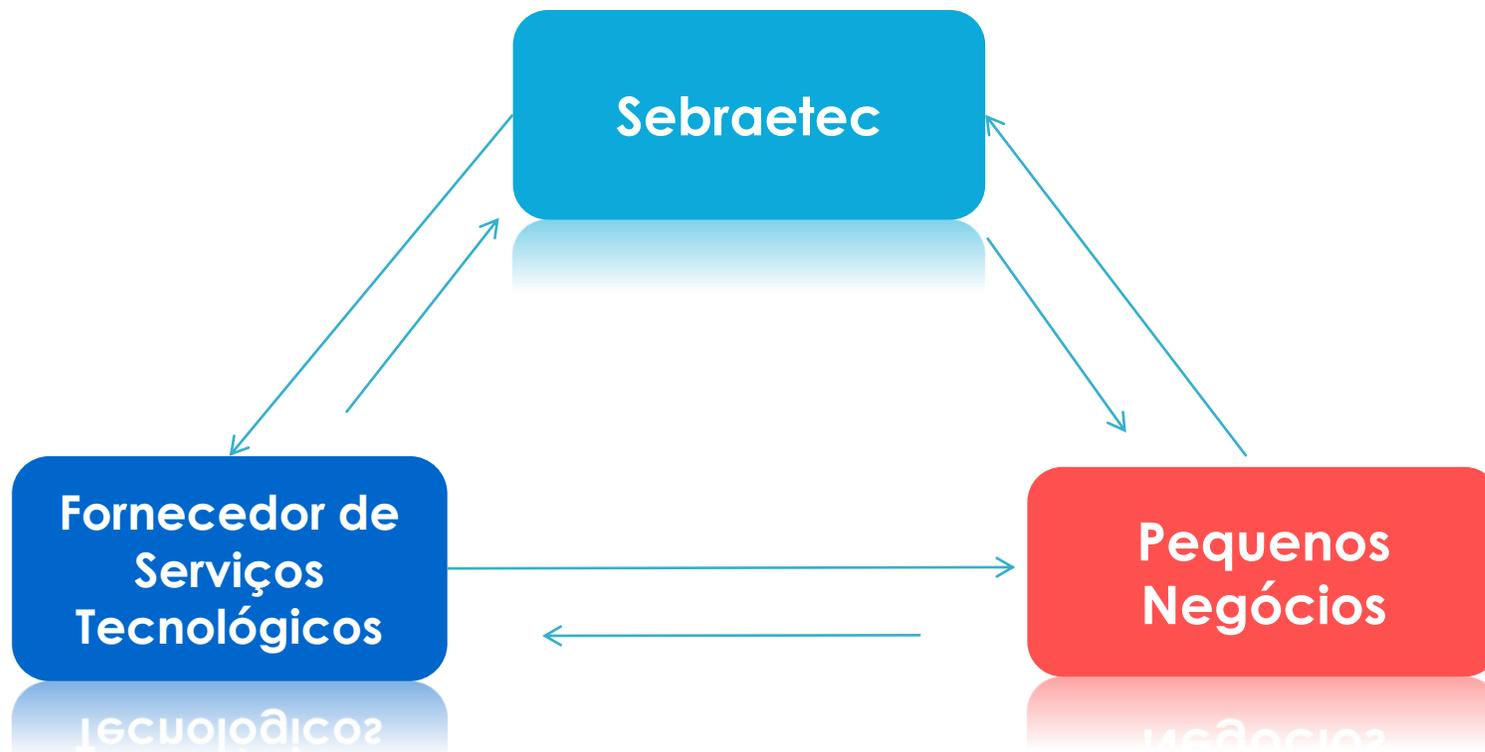 Sebraetec
Fornecedor de
Serviços
Tecnológicos
Pequenos
Negócios